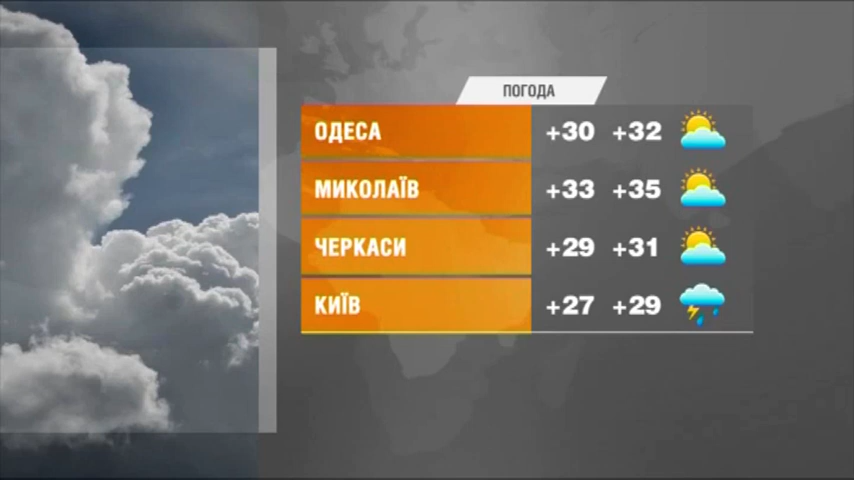 ПОГОДА
ОДЕСА +30 +32
МИКОЛАЇВ +33 +35
ЧЕРКАСИ +29 +31
КИЇВ +27 +29